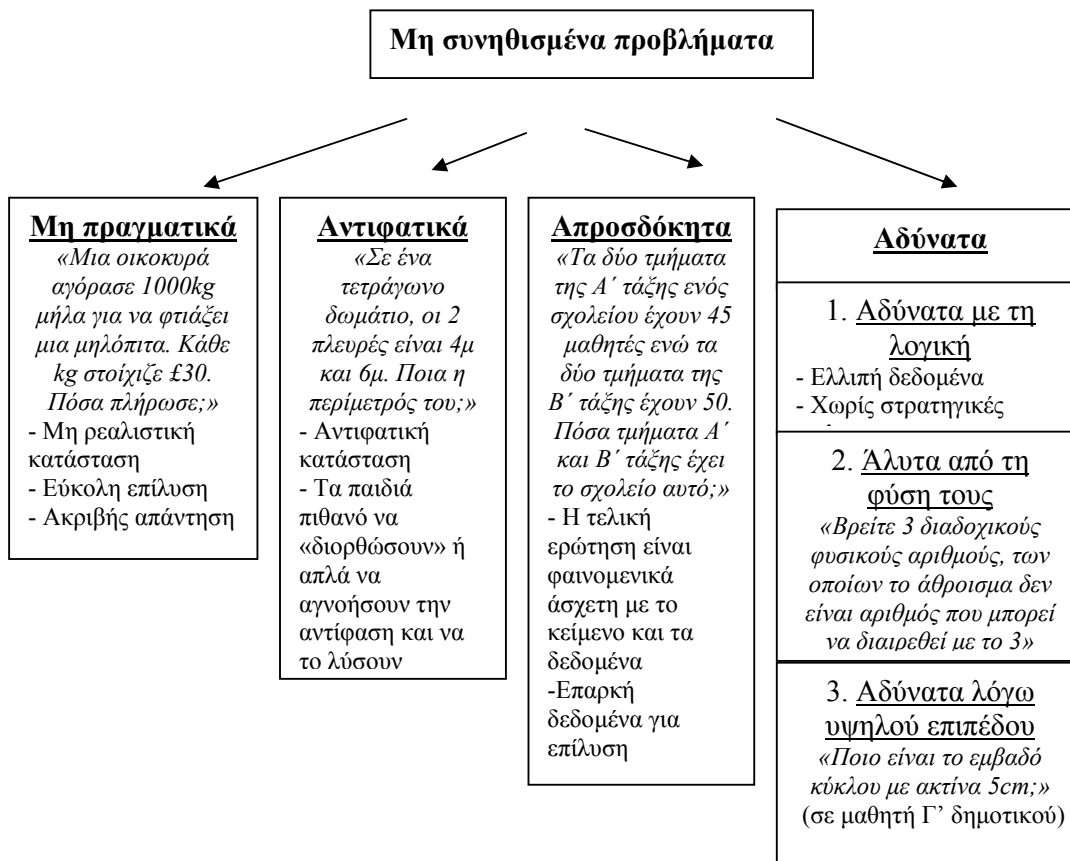 Μη συνηθισμένα προβλήματα
Μη πραγματικά
«Μια οικοκυρά
αγόρασε 1000kg
μήλα για να φτιάξει
μια μηλόπιτα. Κάθε
kg στοίχιζε £30.
Πόσα πλήρωσε;»
- Μη ρεαλιστική
κατάσταση
- Εύκολη επίλυση
- Ακριβής απάντηση
Αντιφατικά
«Σε ένα
τετράγωνο
δωμάτιο, οι 2
πλευρές είναι 4μ
και 6μ. Ποια η
περίμετρός του;»
- Αντιφατική
κατάσταση
- Τα παιδιά
πιθανό να
«διορθώσουν» ή
απλά να
αγνοήσουν την
αντίφαση και να
το λύσουν
Απροσδόκητα
«Τα δύο τμήματα
της Α΄ τάξης ενός
σχολείου έχουν 45
μαθητές ενώ τα
δύο τμήματα της
Β΄ τάξης έχουν 50.
Πόσα τμήματα Α΄
και Β΄ τάξης έχει
το σχολείο αυτό;»
- Η τελική
ερώτηση είναι
φαινομενικά
άσχετη με το
κείμενο και τα
δεδομένα
-Επαρκή
δεδομένα για
επίλυση
Αδύνατα
1. Αδύνατα με τη
λογική
- Ελλιπή δεδομένα
- Χωρίς στρατηγικές
2. Άλυτα από τη
φύση τους
«Βρείτε 3 διαδοχικούς
φυσικούς αριθμούς, των
οποίων το άθροισμα δεν
είναι αριθμός που μπορεί
να διαιρεθεί με το 3»
3. Αδύνατα λόγω
υψηλού επιπέδου
«Ποιο είναι το εμβαδό
κύκλου με ακτίνα 5cm;»
(σε μαθητή Γ’ δημοτικού)